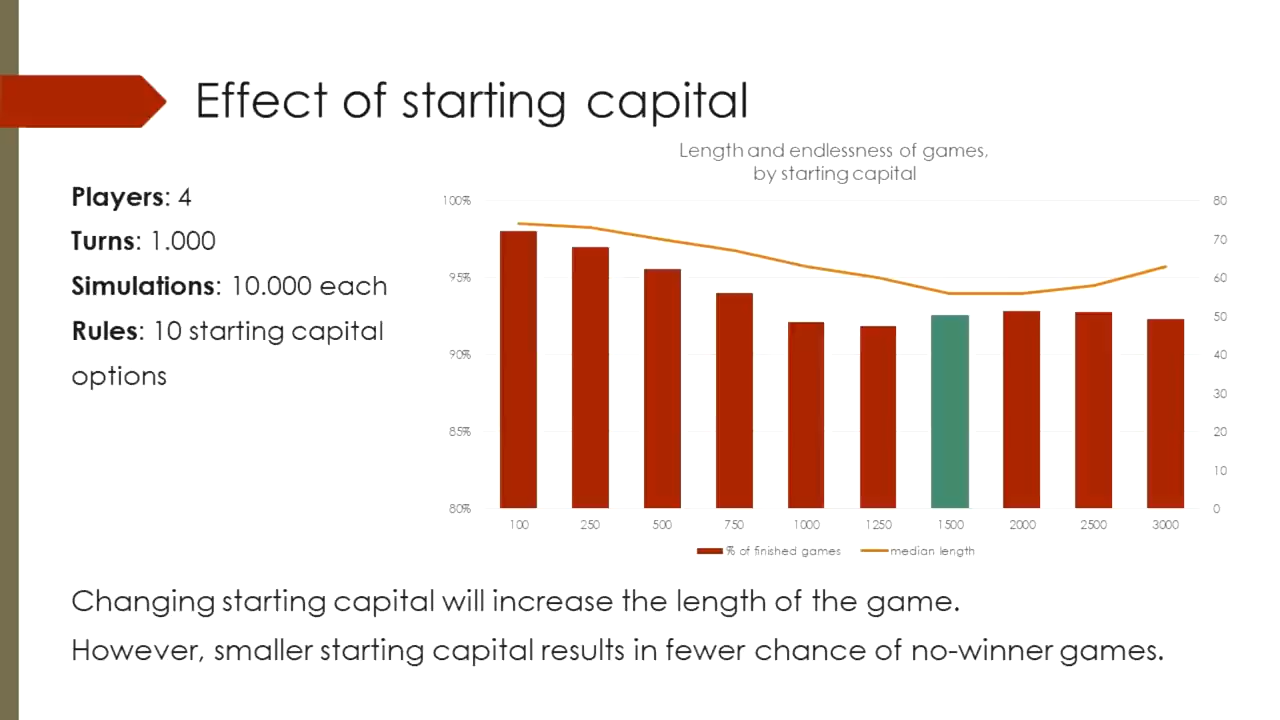 Effect of starting capital
Players: 4
Turns: 1.000
Simulations: 10.000 each
Rules: 10 starting capital
options
Length and endlessness of games,
by starting capital
100%
95%
90%
85%
80%
80
70
60
50
40
30
20
10
0
100 250 500 750 1000 1250 1500 2000 2500 3000
% of finished games median length
Changing starting capital will increase the length of the game.
However, smaller starting capital results in fewer chance of no-winner games.